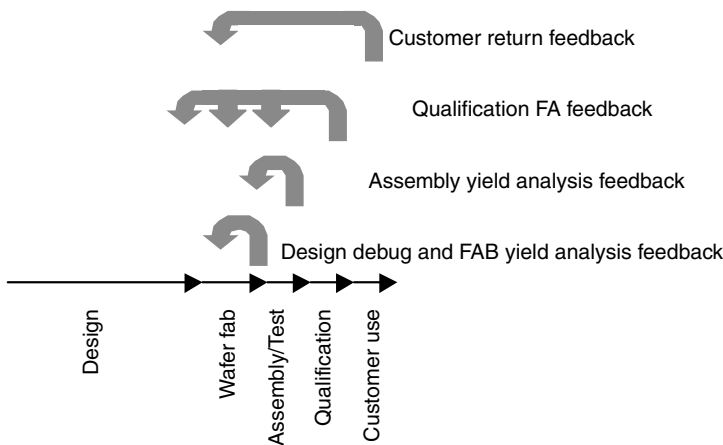 Customer return feedback
Qualification FA feedback
Assembly yield analysis feedback
Design debug and FAB yield analysis feedback
Design
Wafer fab
Assembly/Test
Qualification
Customer use